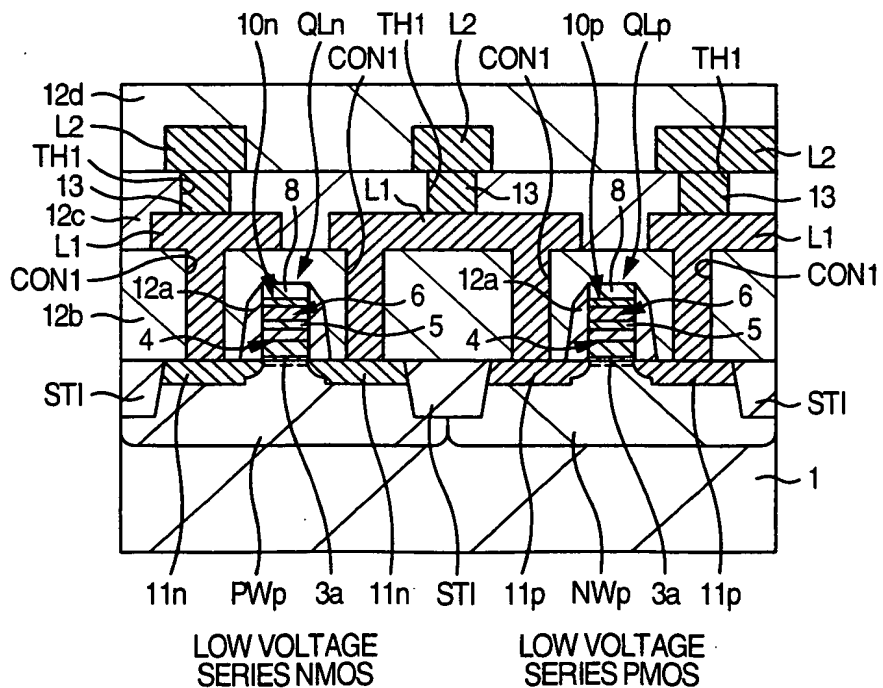 10n QLn TH1 L2 10p QLp
CON1 CON1 TH1
12d
L2
TH1 L2
13 8 L1 13 8 13
12c
L1 L1
CON1 CON1
12a 6 12a 6
12b
4 5 4 5
STI STI
1
11n PWp 3a 11n STI 11p NWp 3a 11p
LOW VOLTAGE
SERIES NMOS
LOW VOLTAGE
SERIES PMOS